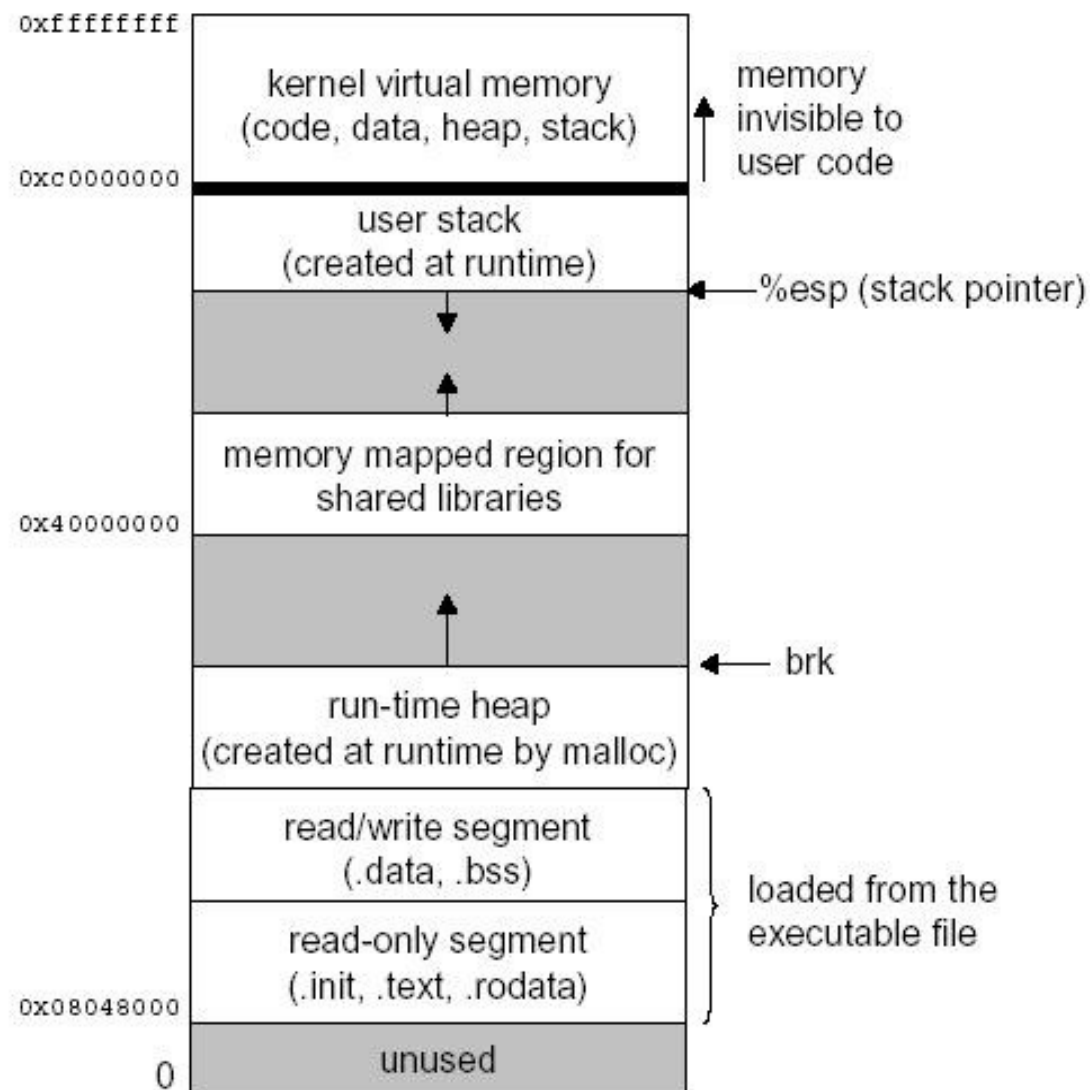 0xffffffff
kernel virtual memory
(code, data, heap, stack)
memory
invisible to
user code
0xc0000000
user stack
(created at runtime)
%esp (stack pointer)
memory mapped region for
shared libraries
0x40000000
brk
run-time heap
(created at runtime by malloc)
read/write segment
(.data, .bss)
loaded from the
executable file
read-only segment
(.init, .text, .rodata)
0x08048000
unused
0